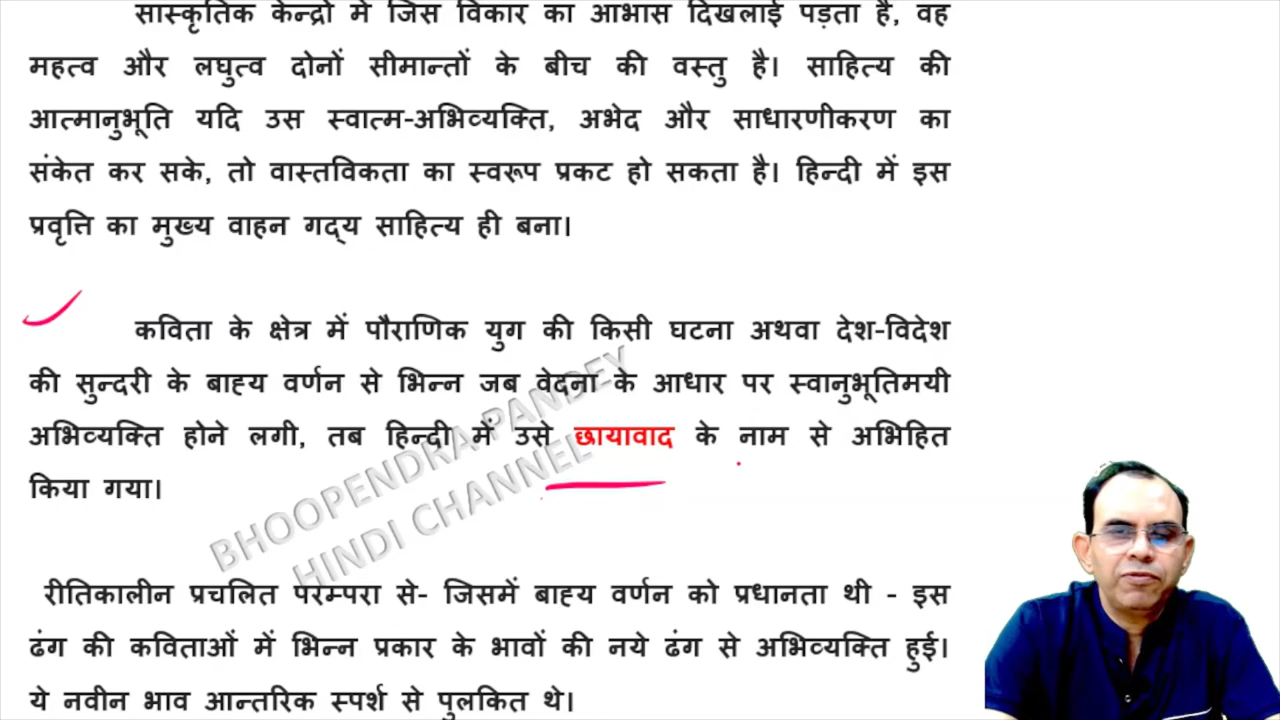 सांस्कृतिक केन्द्रों में जिस विकार का आभास दिखलाई पड़ता है, वह
महत्व और लघुत्व दोनों सीमान्तों के बीच की वस्तु है। साहित्य की
आत्मानुभूति यदि उस स्वात्म-अभिव्यक्ति, अभेद और साधारणीकरण का
संकेत कर सके, तो वास्तविकता का स्वरूप प्रकट हो सकता है। हिन्दी में इस
प्रवृत्ति का मुख्य वाहन गद्‌य साहित्य ही बना।
कविता के क्षेत्र में पौराणिक युग की किसी घटना अथवा देश-विदेश
की सुन्दरी के बाह्य वर्णन से भिन्न जब वेदना के आधार पर स्वानुभूतिमयी
अभिव्यक्ति होने लगी, तब हिन्दी में उसे छायावाद के नाम से अभिहित
किया गया।
BHOOPENDRA PANDEY
HINDI CHANNEL
रीतिकालीन प्रचलित परम्परा से- जिसमें बाह्य वर्णन को प्रधानता थी - इस
ढंग की कविताओं में भिन्न प्रकार के भावों की नये ढंग से अभिव्यक्ति हुई।
ये नवीन भाव आन्तरिक स्पर्श से पुलकित थे।